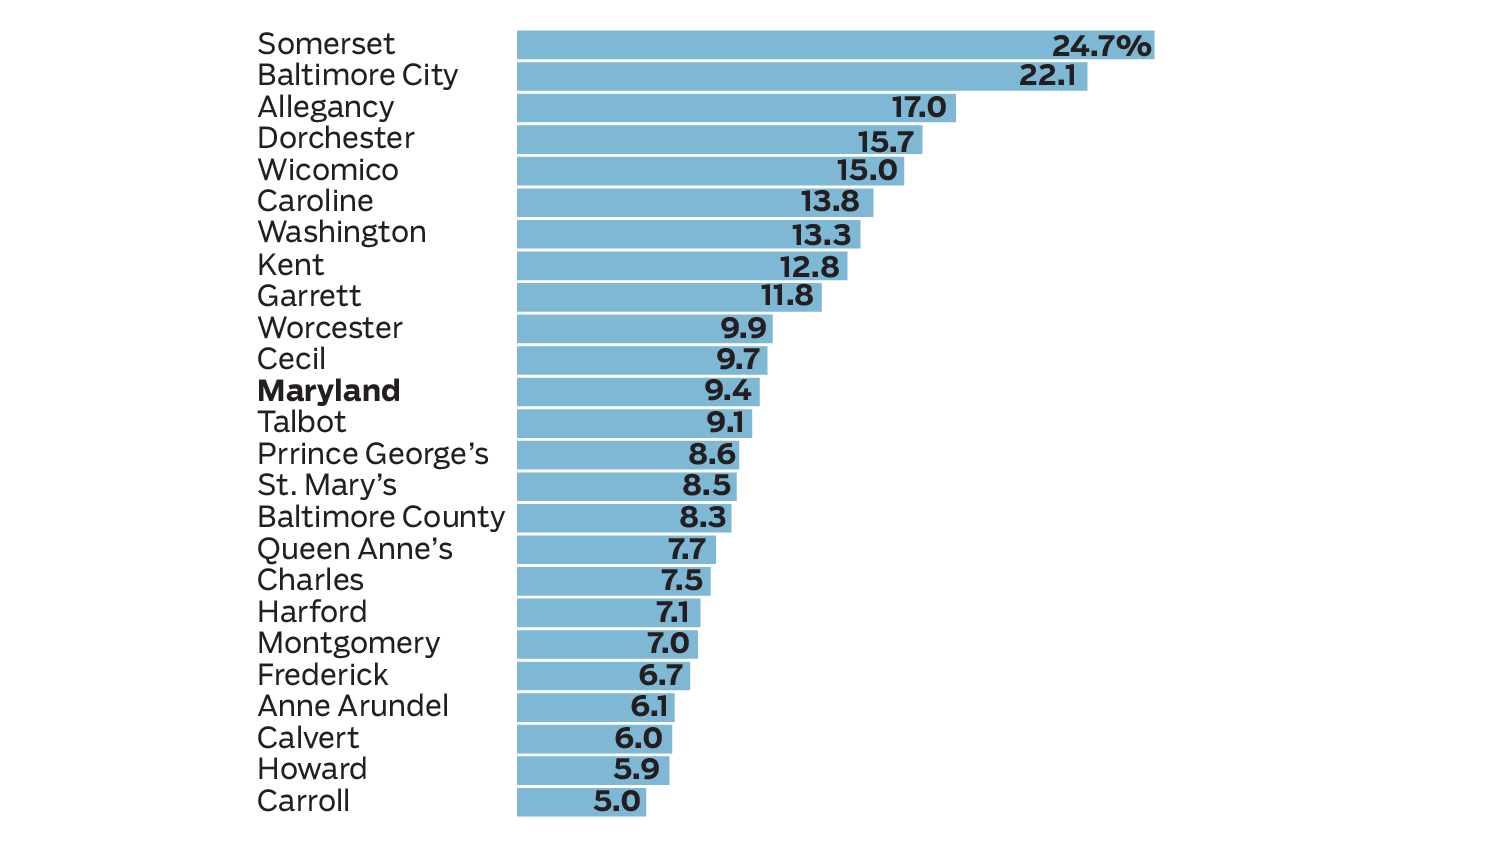 Somerset 24.7%
Baltimore City 22.1
Allegancy 17.0
Dorchester 15.7
Wicomico 15.0
Caroline 13.8
Washington 13.3
Kent 12.8
Garrett 11.8
Worcester 9.9
Cecil 9.7
Maryland 9.4
Talbot 9.1
Prrince George’s 8.6
St. Mary’s 8.5
Baltimore County 8.3
Queen Anne’s 7.7
Charles 7.5
Harford 7.1
Montgomery 7.0
Frederick 6.7
Anne Arundel 6.1
Calvert 6.0
Howard 5.9
Carroll 5.0